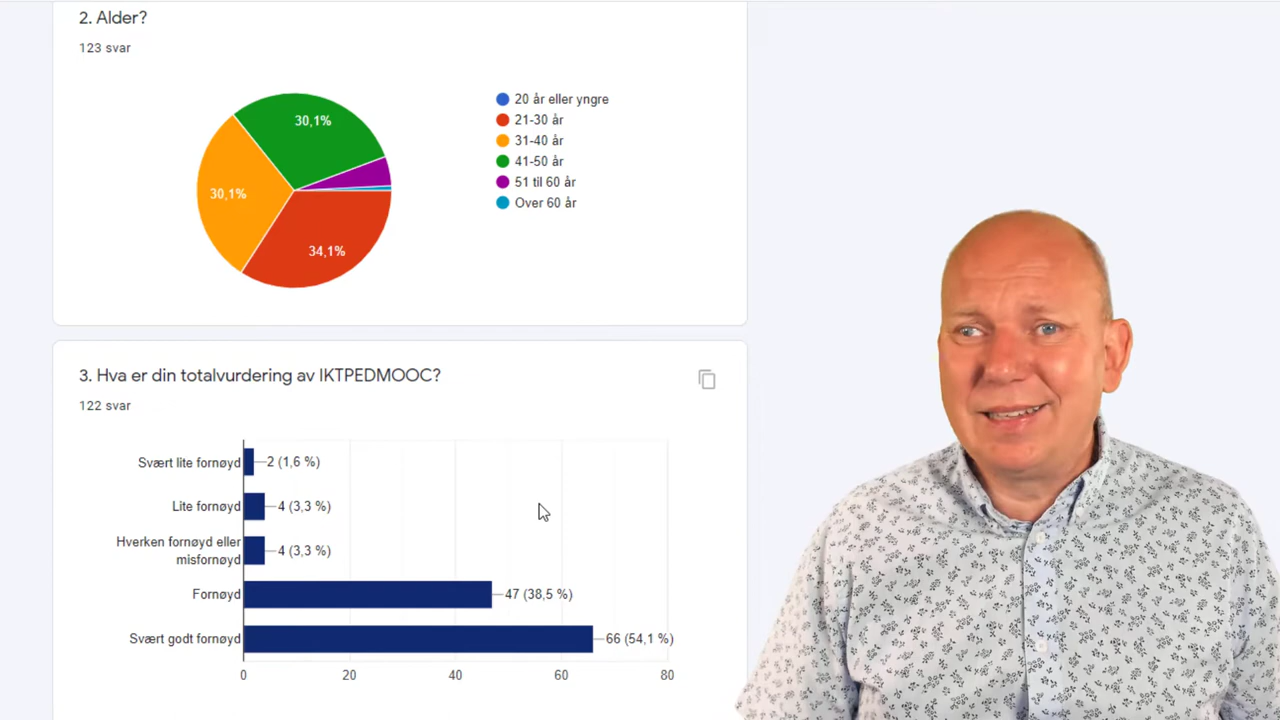 2. Alder?
123 svar
30,1%
30,1%
34,1%
20 år eller yngre
21-30 år
31-40 år
41-50 år
51 til 60 år
Over 60 år
3. Hva er din totalvurdering av IKTPEDMOOC?
122 svar
Svært lite fornøyd 2 (1,6 %)
Lite fornøyd 4 (3,3 %)
Hverken fornøyd eller
misfornøyd 4 (3,3 %)
Fornøyd 47 (38,5 %)
Svært godt fornøyd 66 (54,1 %)
0 20 40 60 80